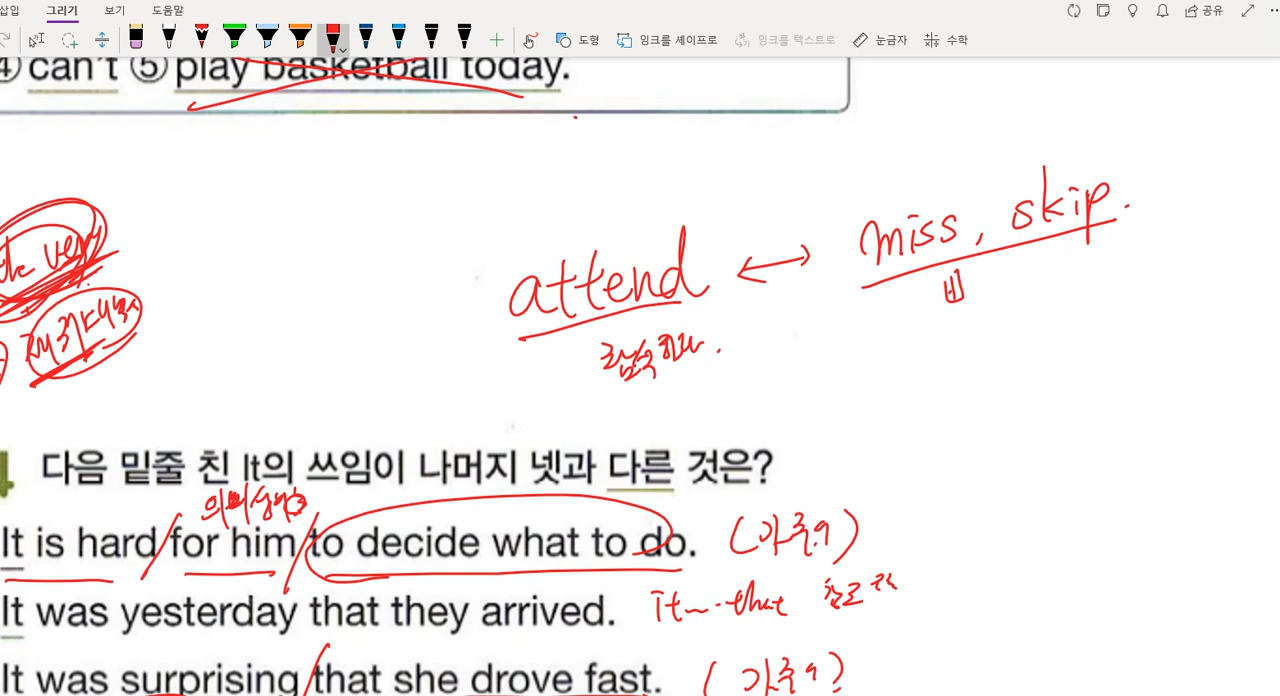 삽입 그리기 보기 도움말
공유
도형 잉크를 셰이프로 잉크를 텍스트로 눈금자 수학
④ can't ⑤ play basketball today.
miss, skip.
attend ↔
very
출석하다.
다음 밑줄 친 It의 쓰임이 나머지 넷과 다른 것은?
의미상의
It is hard / for him / to decide what to do. (가주어)
It was yesterday that they arrived. it ~ that 강조
It was surprising / that she drove fast. (가주어)